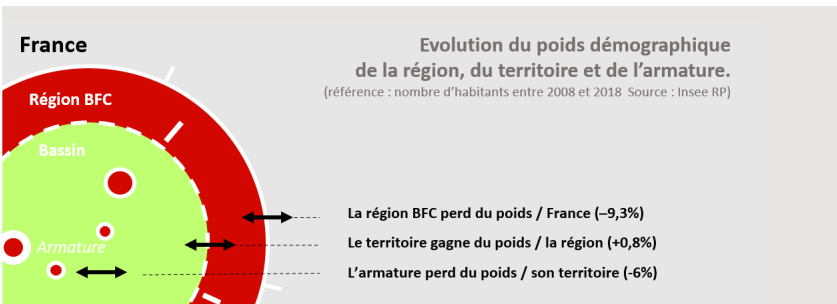 France
Evolution du poids démographique
de la région, du territoire et de l’armature.
(référence : nombre d’habitants entre 2008 et 2018  Source : Insee RP)
Région BFC
Bassin
Armature
La région BFC perd du poids / France (–9,3%)
Le territoire gagne du poids / la région (+0,8%)
L’armature perd du poids / son territoire (-6%)